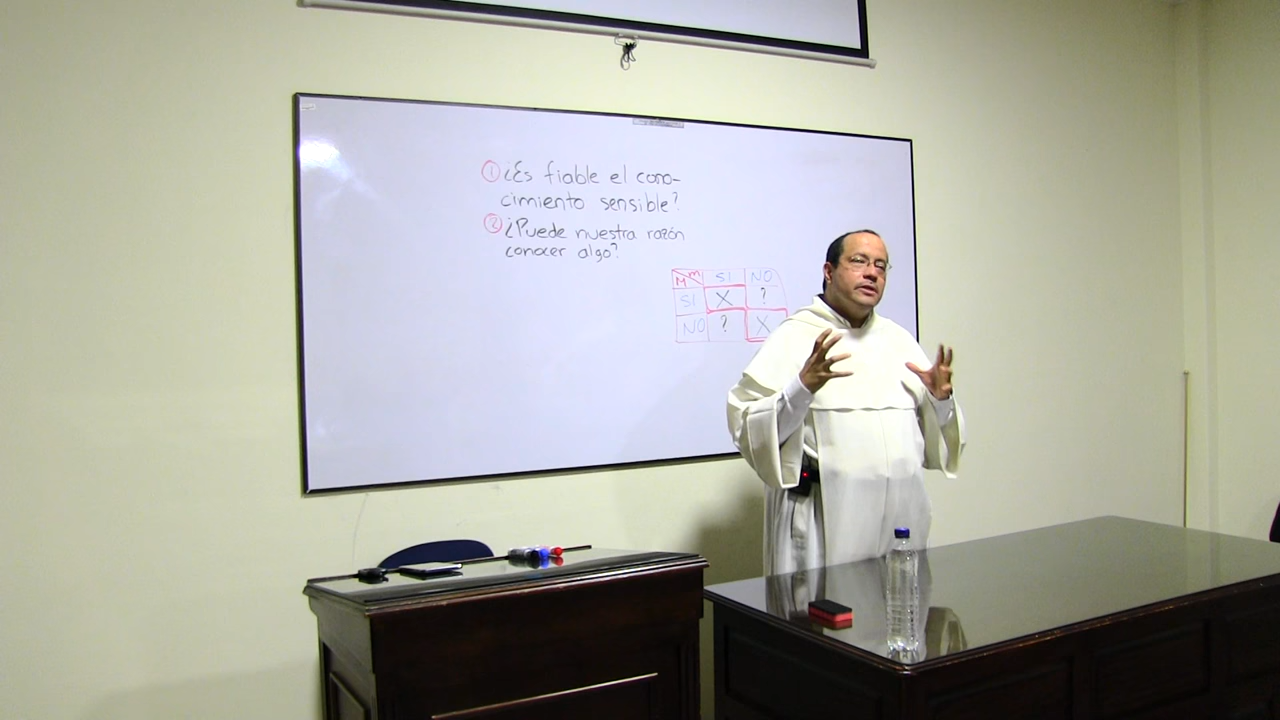 ① ¿Es fiable el cono-
cimiento sensible?
② ¿Puede nuestra razón
conocer algo?
M m SI NO
SI X ?
NO ? X